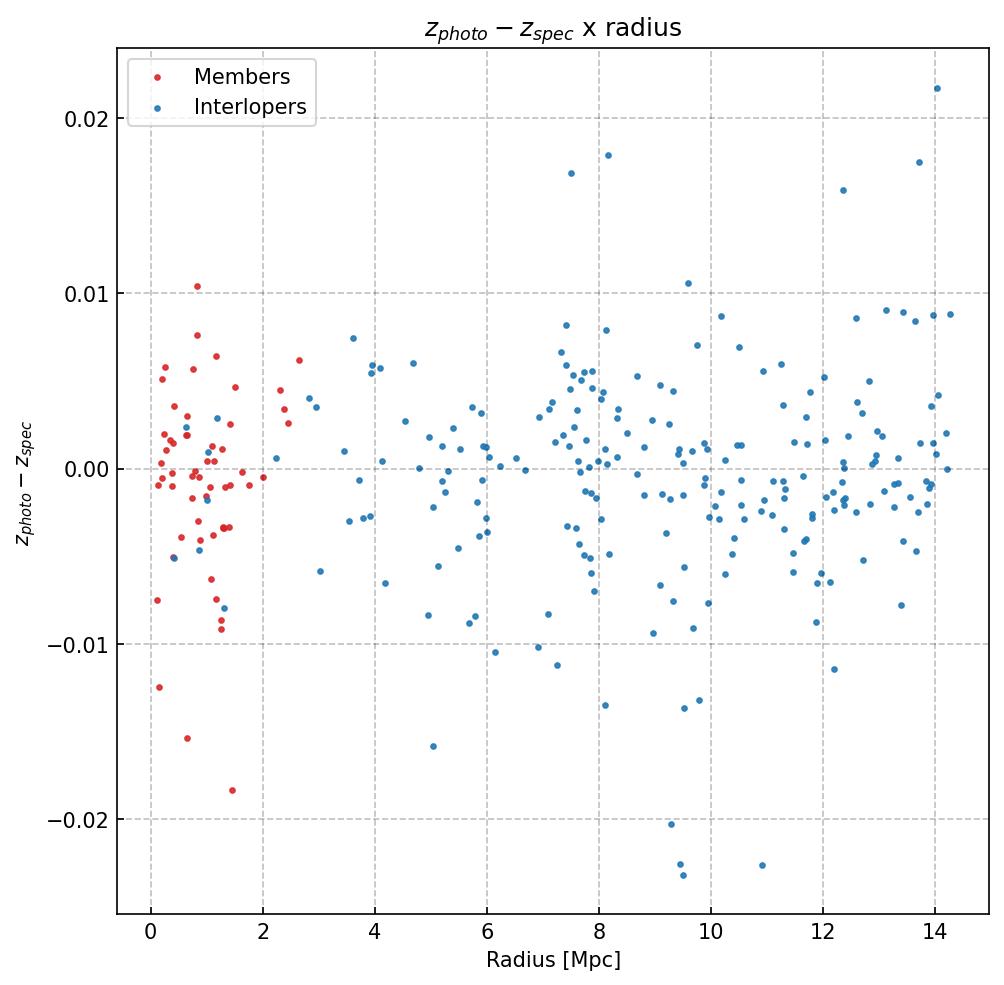 z_photo − z_spec x radius
Members
Interlopers
0.02
0.01
0.00
−0.01
−0.02
z_photo − z_spec
0 2 4 6 8 10 12 14
Radius [Mpc]